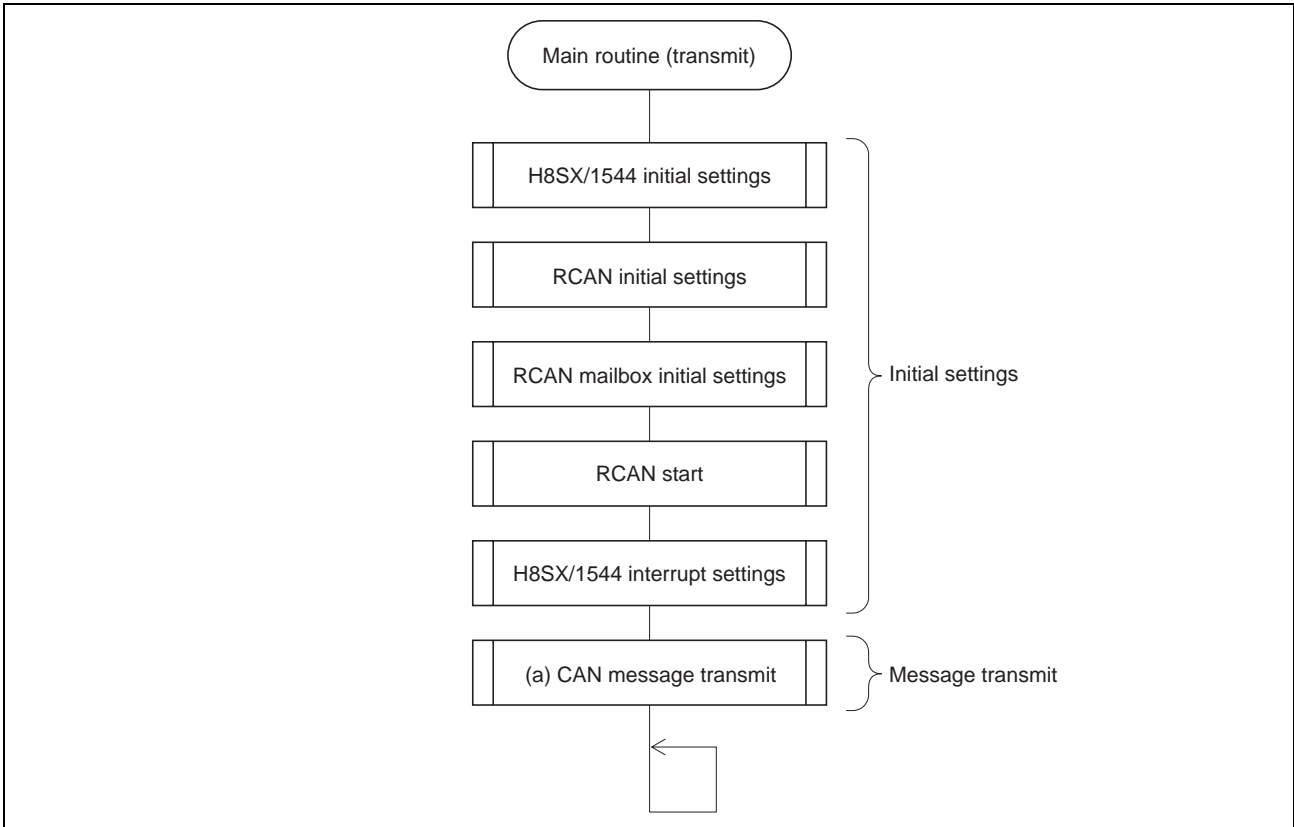 Main routine (transmit)
H8SX/1544 initial settings
RCAN initial settings
RCAN mailbox initial settings
Initial settings
RCAN start
H8SX/1544 interrupt settings
(a) CAN message transmit
Message transmit